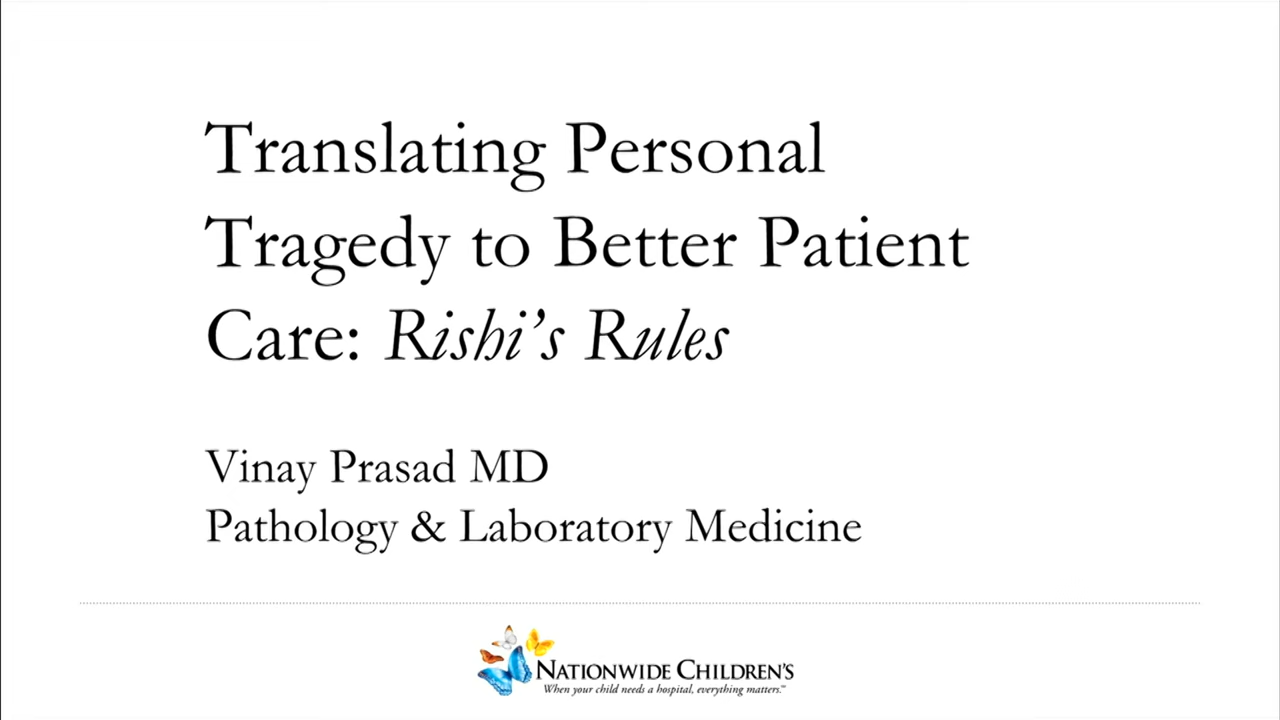 Translating Personal
Tragedy to Better Patient
Care: Rishi's Rules
Vinay Prasad MD
Pathology & Laboratory Medicine
NATIONWIDE CHILDREN'S
When your child needs a hospital, everything matters.™